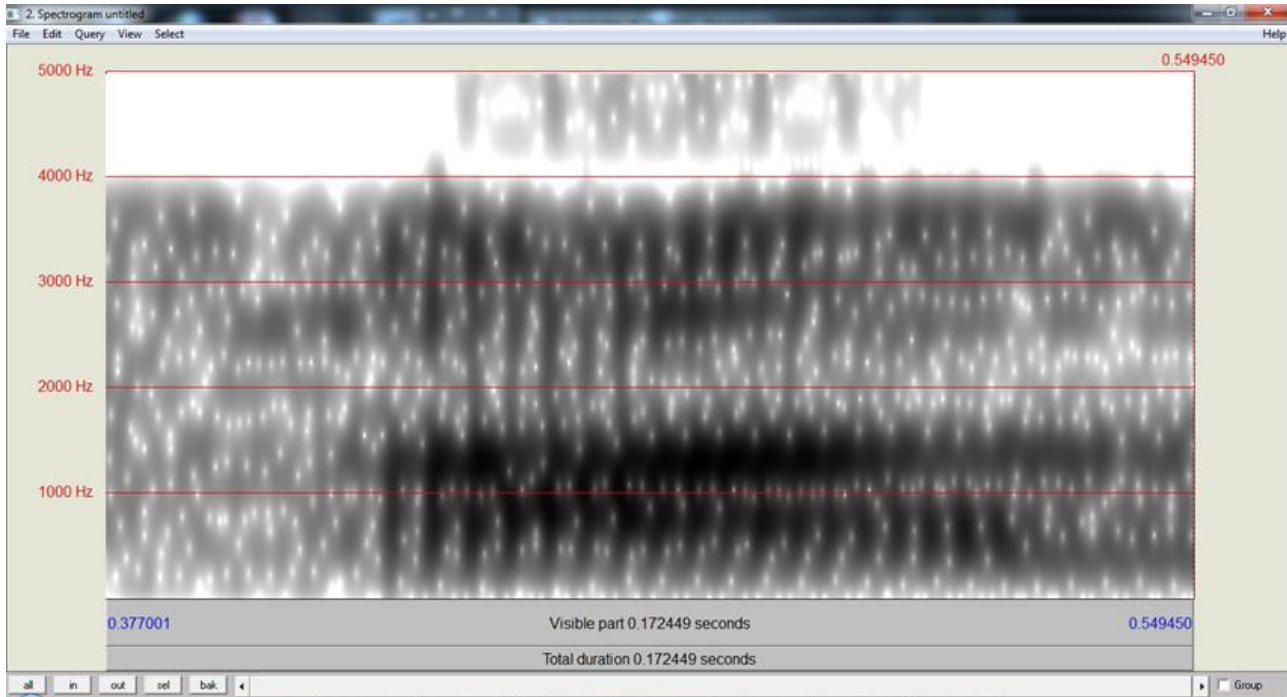 2. Spectrogram untitled
File Edit Query View Select Help
0.549450
5000 Hz
4000 Hz
3000 Hz
2000 Hz
1000 Hz
0.377001 Visible part 0.172449 seconds 0.549450
Total duration 0.172449 seconds
all in out sel bak Group